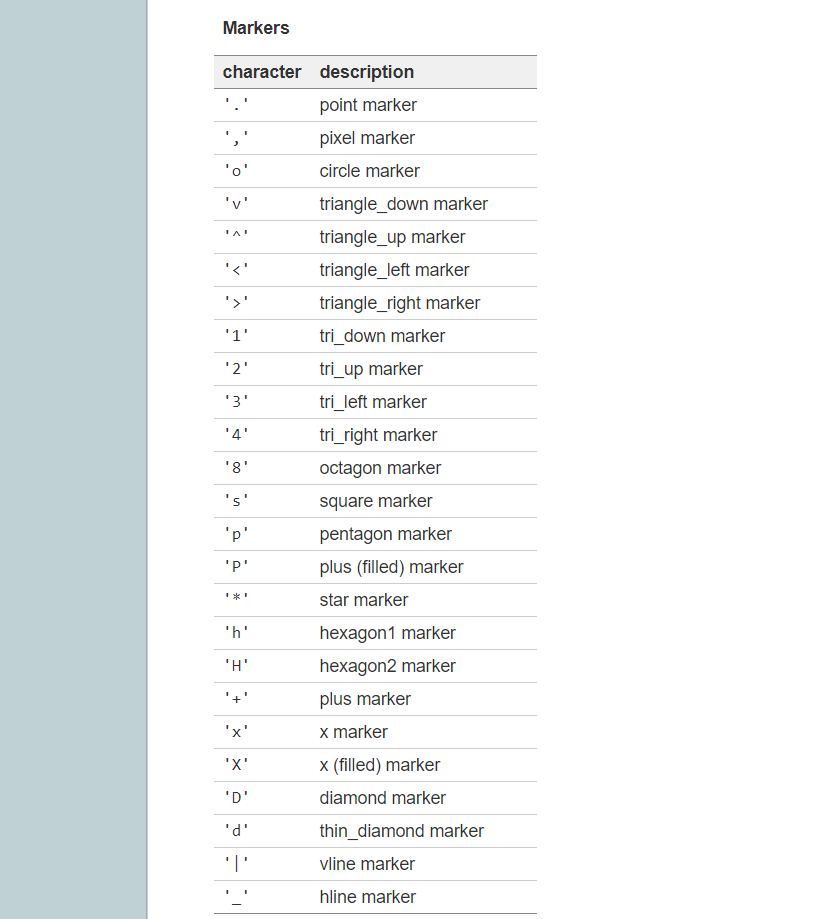 Markers
character description
'.' point marker
',' pixel marker
'o' circle marker
'v' triangle_down marker
'^' triangle_up marker
'<' triangle_left marker
'>' triangle_right marker
'1' tri_down marker
'2' tri_up marker
'3' tri_left marker
'4' tri_right marker
'8' octagon marker
's' square marker
'p' pentagon marker
'P' plus (filled) marker
'*' star marker
'h' hexagon1 marker
'H' hexagon2 marker
'+' plus marker
'x' x marker
'X' x (filled) marker
'D' diamond marker
'd' thin_diamond marker
'|' vline marker
'_' hline marker